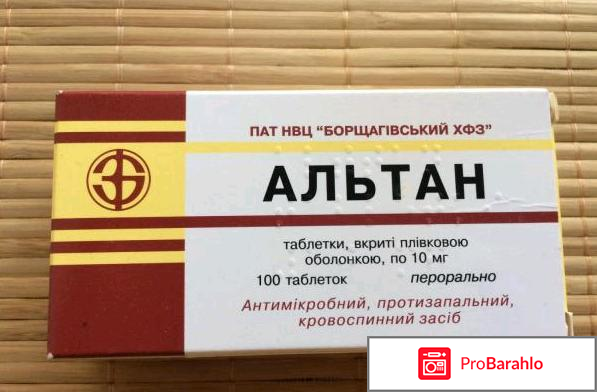 ПАТ НВЦ "БОРЩАГІВСЬКИЙ ХФЗ"
АЛЬТАН
таблетки, вкриті плівковою
оболонкою, по 10 мг
100 таблеток перорально
Антимікробний, протизапальний,
кровоспинний засіб
ProBarahlo